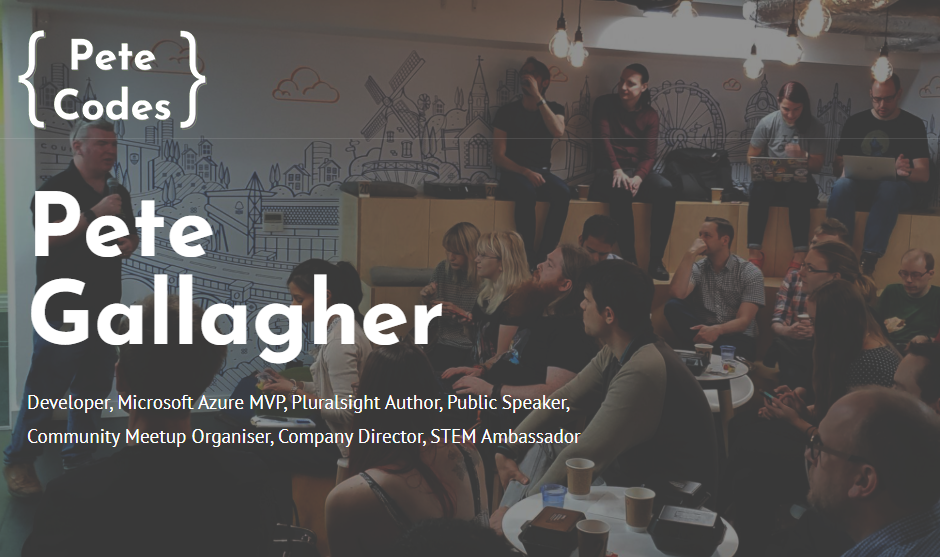 { Pete
Codes }
Pete
Gallagher
Developer, Microsoft Azure MVP, Pluralsight Author, Public Speaker,
Community Meetup Organiser, Company Director, STEM Ambassador